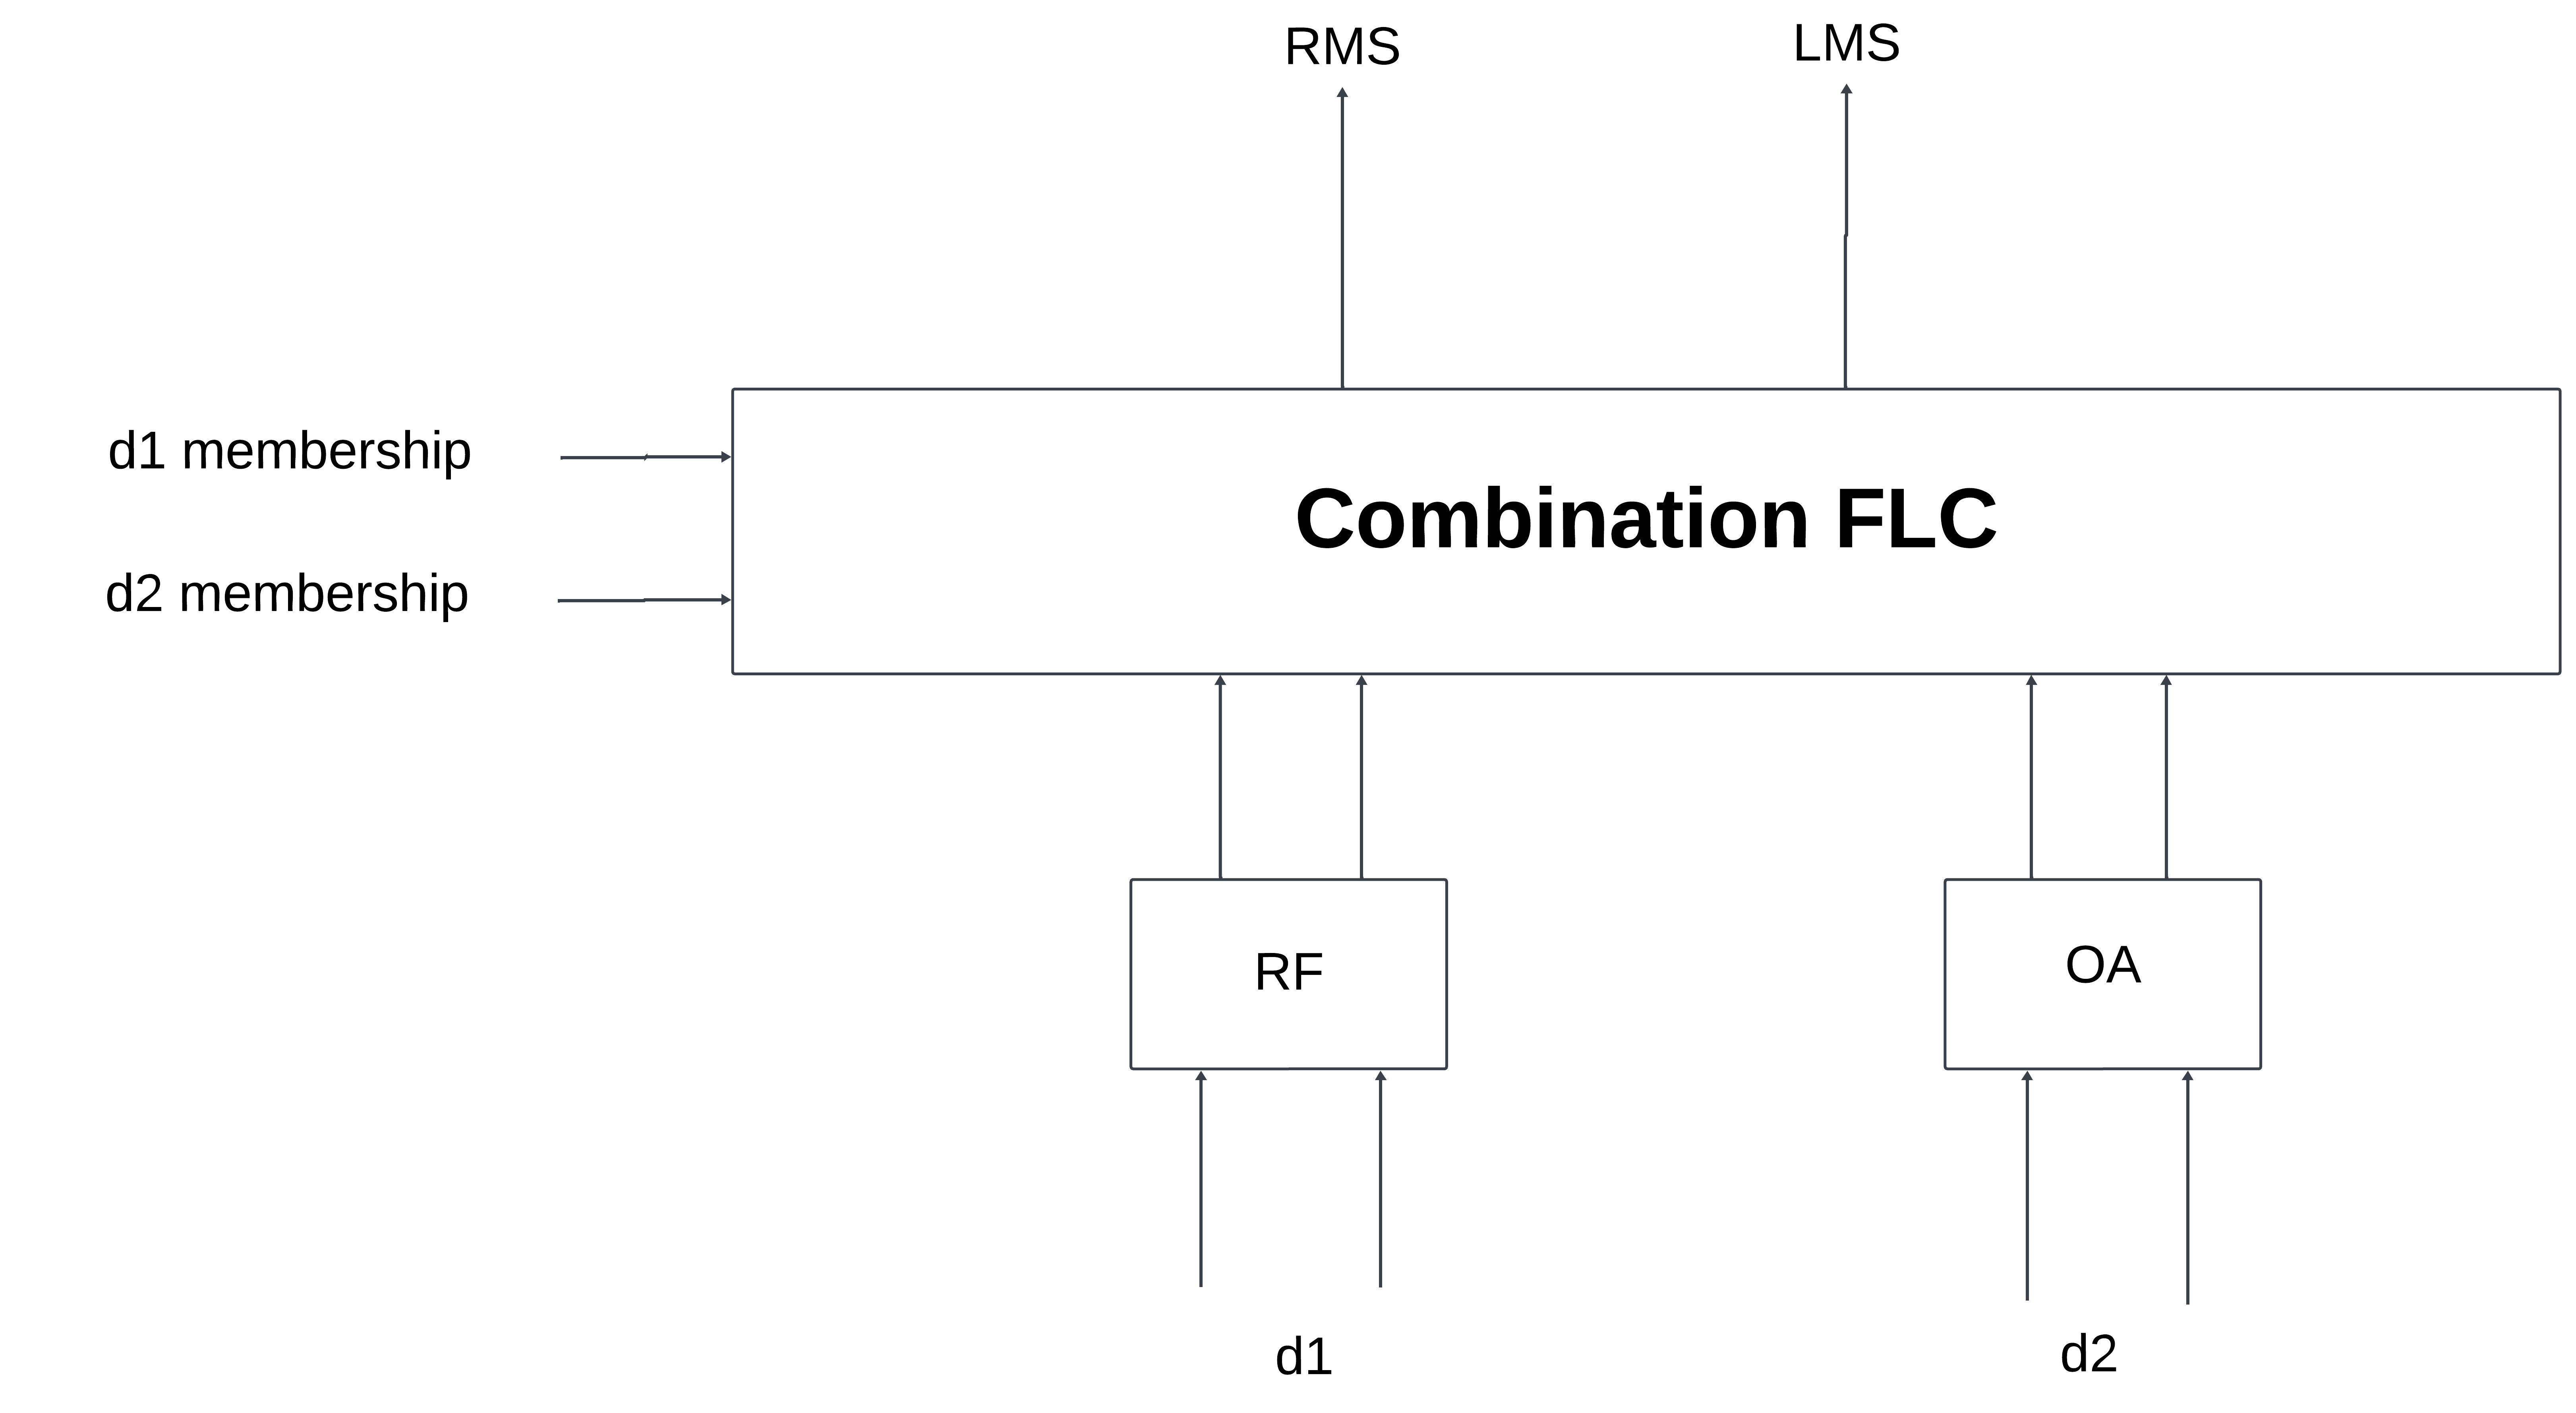 RMS
LMS
d1 membership
Combination FLC
d2 membership
RF
OA
d1
d2